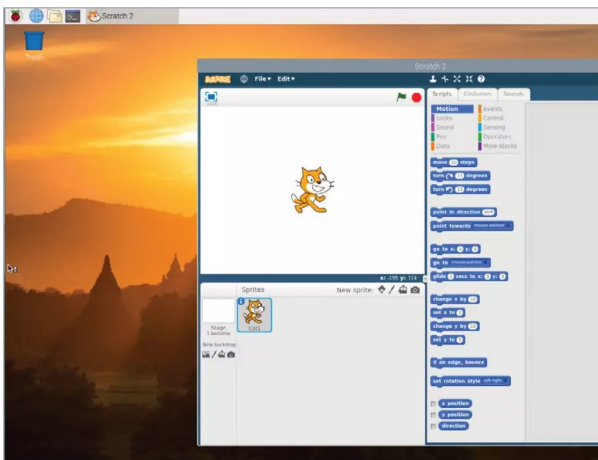 Scratch 2
Trash
Scratch 2
SCRATCH File Edit
Scripts Costumes Sounds
Motion Events
Looks Control
Sound Sensing
Pen Operators
Data More Blocks
move 10 steps
turn 15 degrees
turn 15 degrees
point in direction 90
point towards mouse-pointer
go to x: 0 y: 0
go to mouse-pointer
glide 1 secs to x: 0 y: 0
change x by 10
set x to 0
change y by 10
set y to 0
if on edge, bounce
set rotation style left-right
x position
y position
direction
Sprites New sprite:
Stage
1 backdrop
New backdrop
Cat1